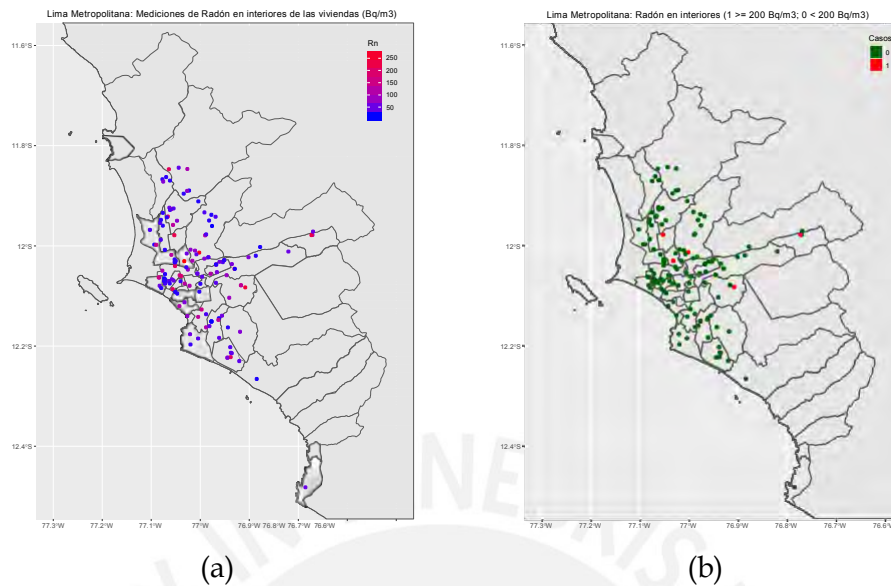 Lima Metropolitana: Mediciones de Radón en interiores de las viviendas (Bq/m3)
Rn
250
200
150
100
50
11.6°S
11.8°S
12°S
12.2°S
12.4°S
77.3°W 77.2°W 77.1°W 77°W 76.9°W 76.8°W 76.7°W 76.6°W
(a)
Lima Metropolitana: Radón en interiores (1 >= 200 Bq/m3; 0 < 200 Bq/m3)
Casos
0
1
11.6°S
11.8°S
12°S
12.2°S
12.4°S
77.3°W 77.2°W 77.1°W 77°W 76.9°W 76.8°W 76.7°W
(b)